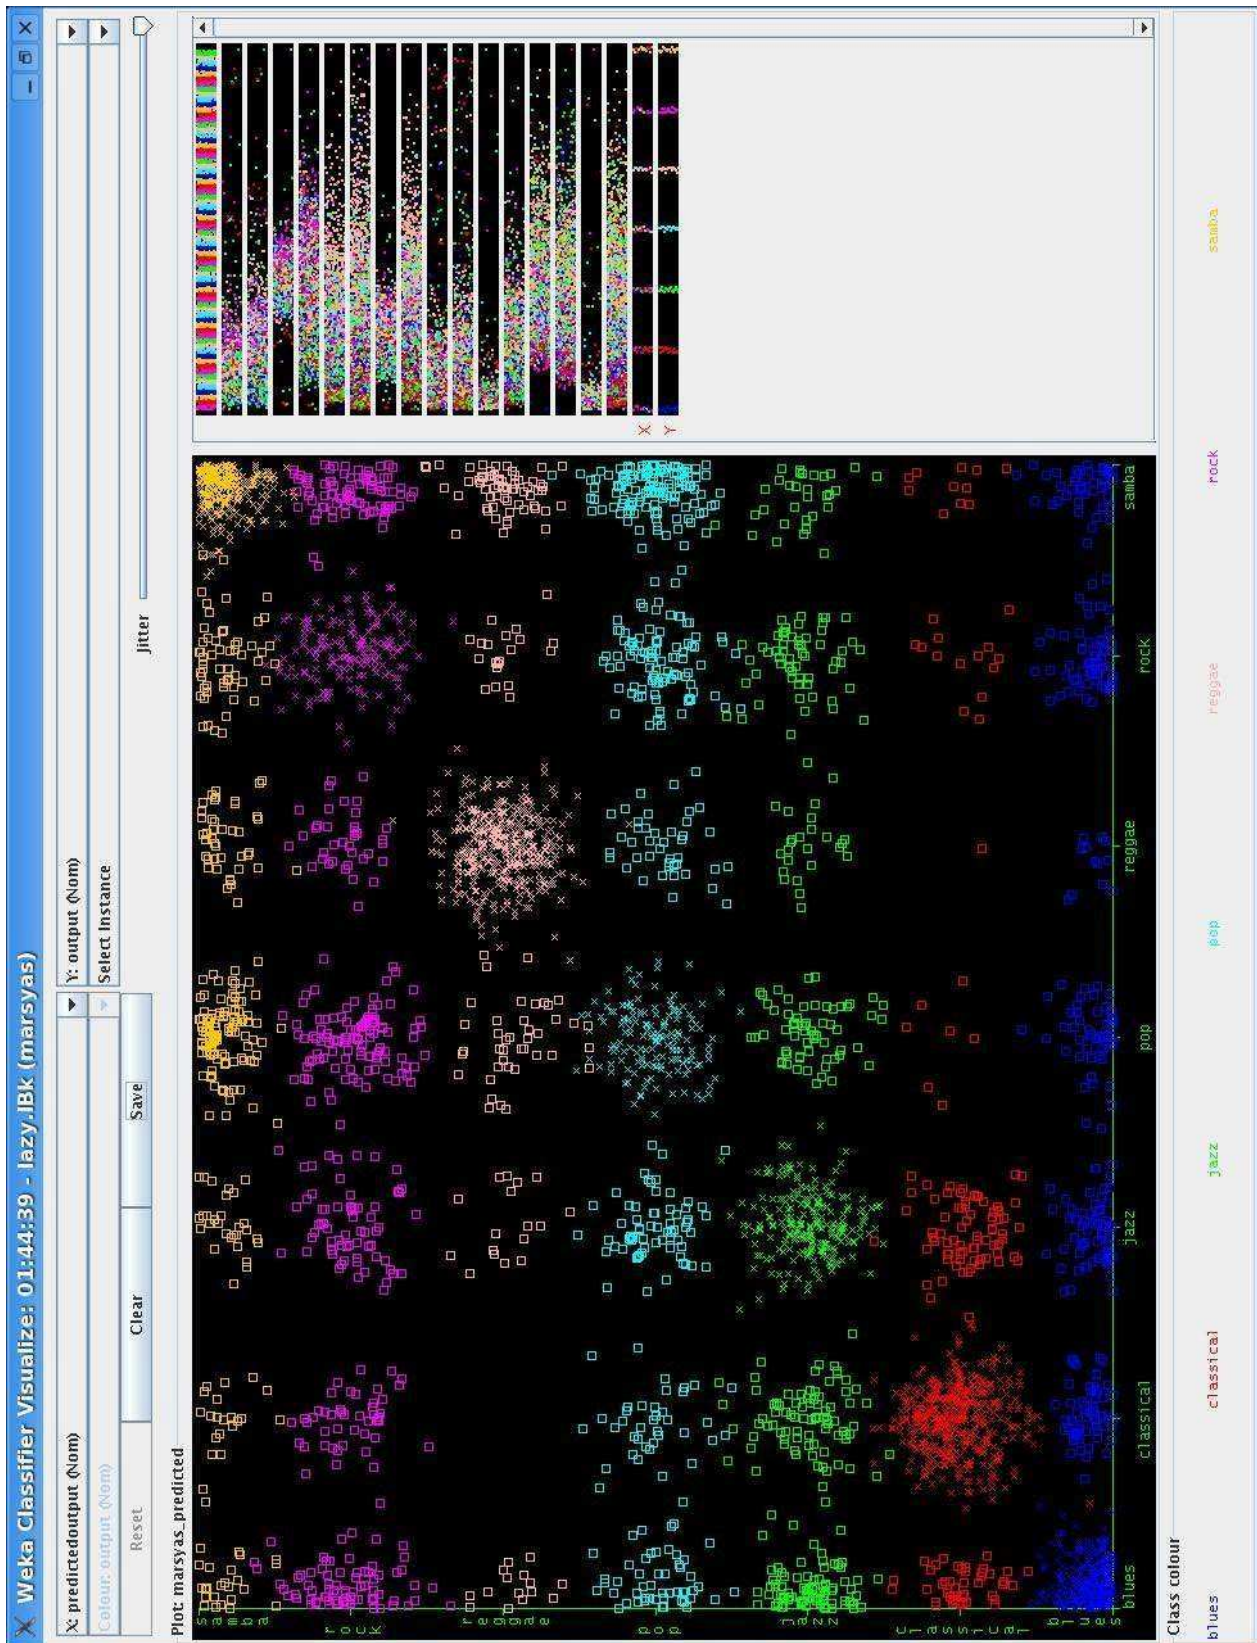 Weka Classifier Visualize: 01:44:39 - lazy.IBk (marsyas)
X: predictedoutput (Nom)
Y: output (Nom)
Colour: output (Nom)
Select Instance
Reset
Clear
Save
Jitter
Plot: marsyas_predicted
samba
rock
reggae
pop
jazz
classical
blues
blues
classical
jazz
pop
reggae
rock
samba
X
Y
Class colour
blues
classical
jazz
pop
reggae
rock
samba